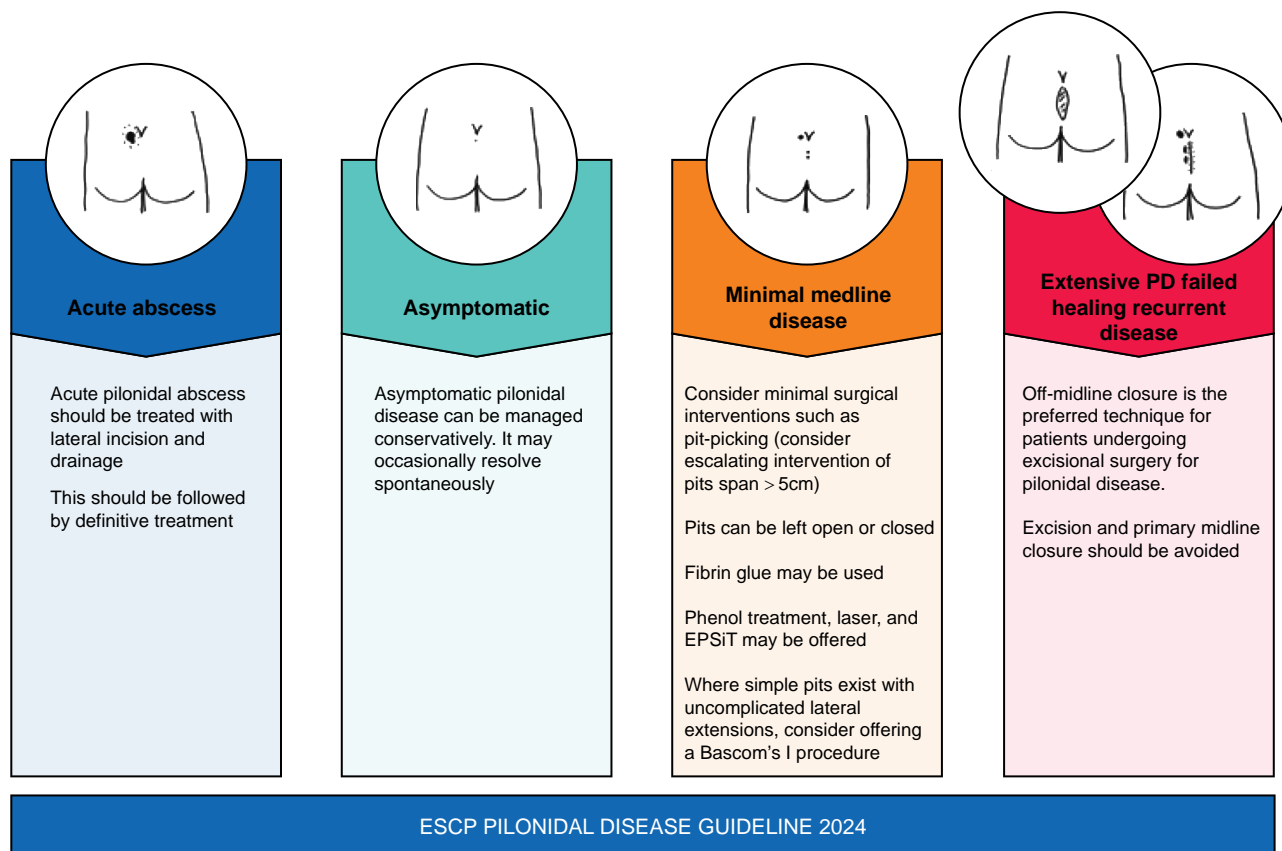 Acute abscess
Acute pilonidal abscess
should be treated with
lateral incision and
drainage
This should be followed
by definitive treatment
Asymptomatic
Asymptomatic pilonidal
disease can be managed
conservatively. It may
occasionally resolve
spontaneously
Minimal medline
disease
Consider minimal surgical
interventions such as
pit-picking (consider
escalating intervention of
pits span > 5cm)
Pits can be left open or closed
Fibrin glue may be used
Phenol treatment, laser, and
EPSiT may be offered
Where simple pits exist with
uncomplicated lateral
extensions, consider offering
a Bascom's I procedure
Extensive PD failed
healing recurrent
disease
Off-midline closure is the
preferred technique for
patients undergoing
excisional surgery for
pilonidal disease.
Excision and primary midline
closure should be avoided
ESCP PILONIDAL DISEASE GUIDELINE 2024